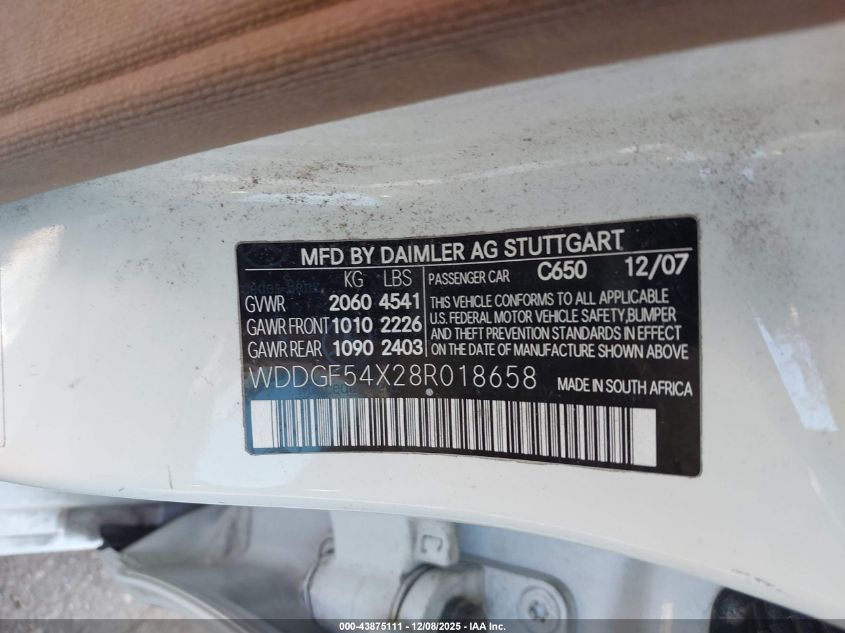 MFD BY DAIMLER AG STUTTGART
KG LBS
GVWR 2060 4541
GAWR FRONT 1010 2226
GAWR REAR 1090 2403
PASSENGER CAR C650 12/07
THIS VEHICLE CONFORMS TO ALL APPLICABLE
U.S. FEDERAL MOTOR VEHICLE SAFETY, BUMPER
AND THEFT PREVENTION STANDARDS IN EFFECT
ON THE DATE OF MANUFACTURE SHOWN ABOVE
WDDGF54X28R018658 MADE IN SOUTH AFRICA
000-43875111 - 12/08/2025 - IAA Inc.